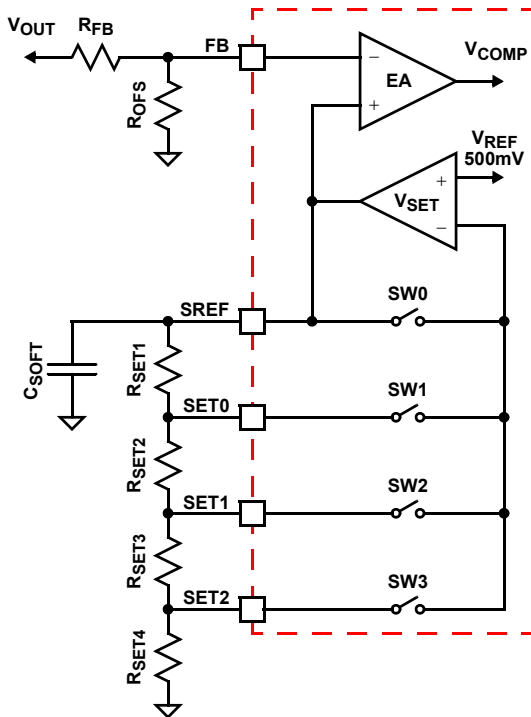 VOUT
RFB
FB
VCOMP
−
EA
+
ROFS
VREF
500mV
+
VSET
−
SREF
SW0
CSOFT
RSET1
SET0
SW1
RSET2
SET1
SW2
RSET3
SET2
SW3
RSET4